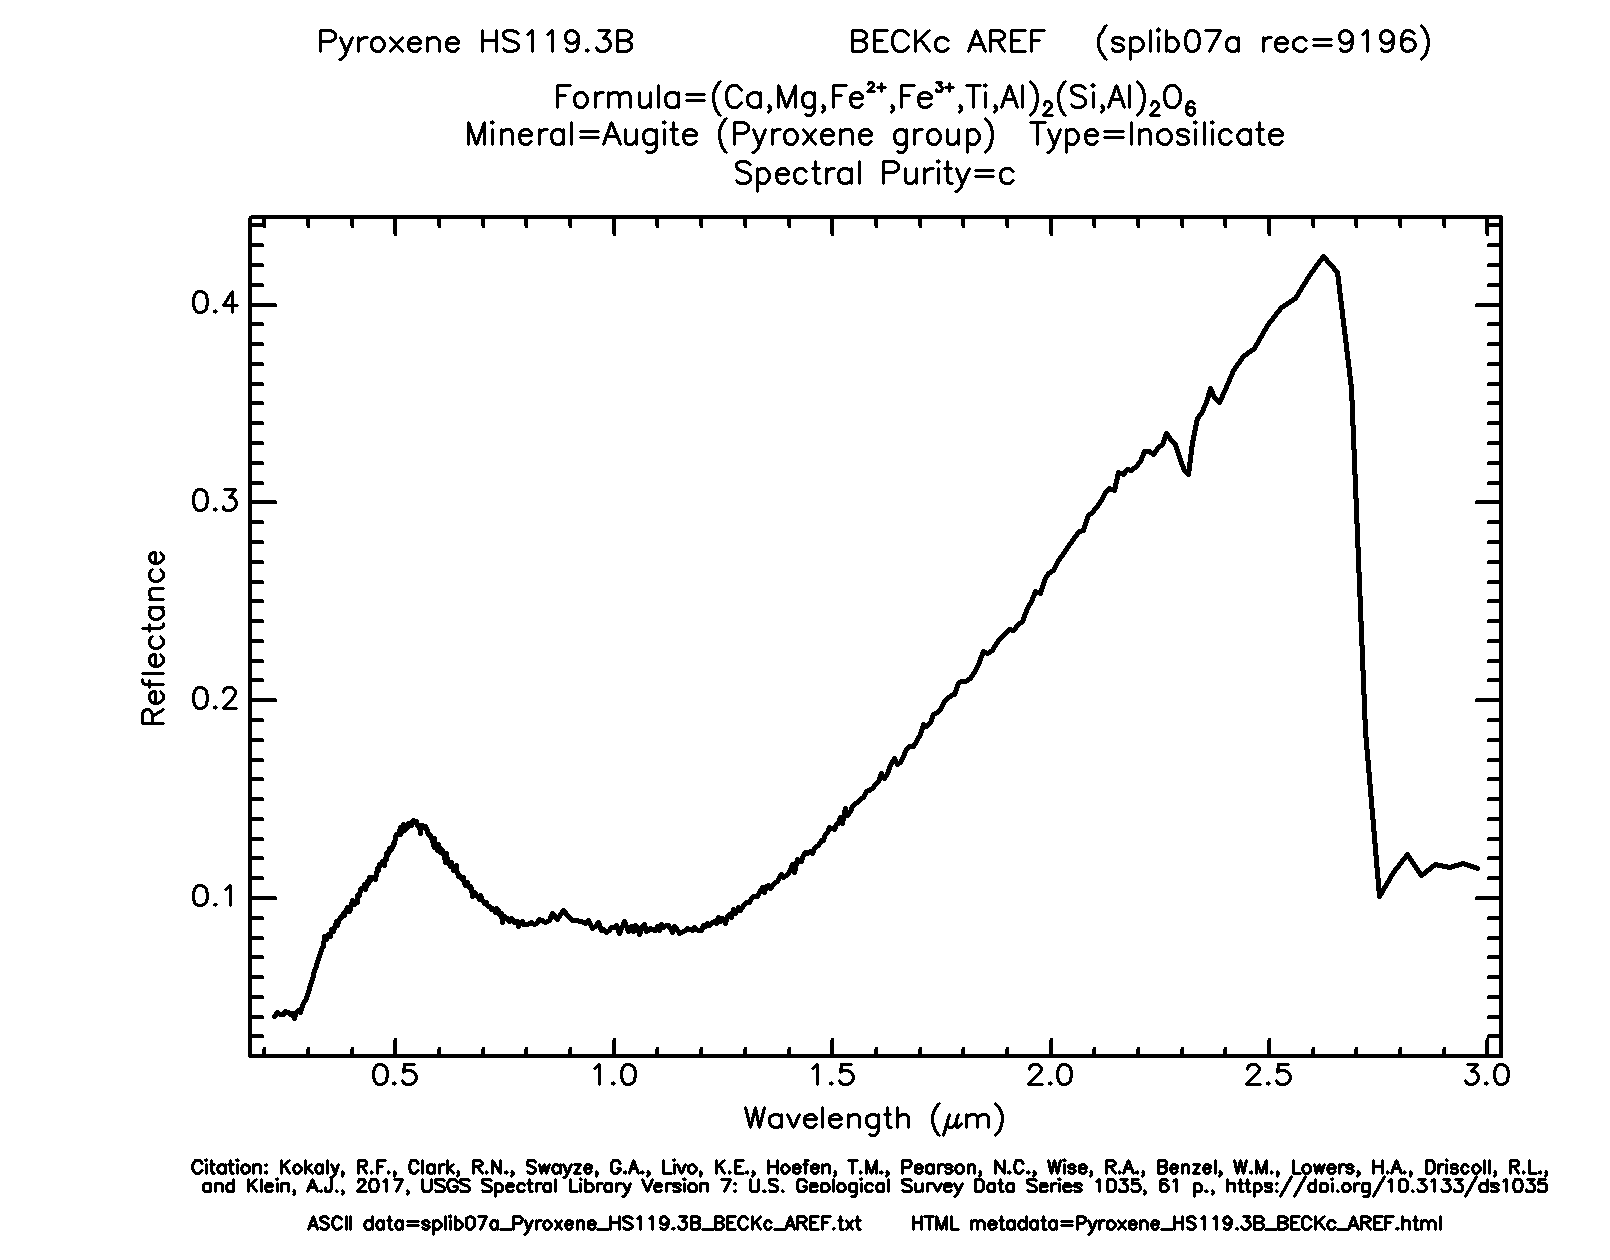 Pyroxene HS119.3B BECKc AREF (splib07a rec=9196)
Formula=(Ca,Mg,Fe²⁺,Fe³⁺,Ti,Al)₂(Si,Al)₂O₆
Mineral=Augite (Pyroxene group) Type=Inosilicate
Spectral Purity=c
0.4
0.3
0.2
0.1
Reflectance
0.5 1.0 1.5 2.0 2.5 3.0
Wavelength (μm)
Citation: Kokaly, R.F., Clark, R.N., Swayze, G.A., Livo, K.E., Hoefen, T.M., Pearson, N.C., Wise, R.A., Benzel, W.M., Lowers, H.A., Driscoll, R.L.,
and Klein, A.J., 2017, USGS Spectral Library Version 7: U.S. Geological Survey Data Series 1035, 61 p., https://doi.org/10.3133/ds1035
ASCII data=splib07a_Pyroxene_HS119.3B_BECKc_AREF.txt HTML metadata=Pyroxene_HS119.3B_BECKc_AREF.html